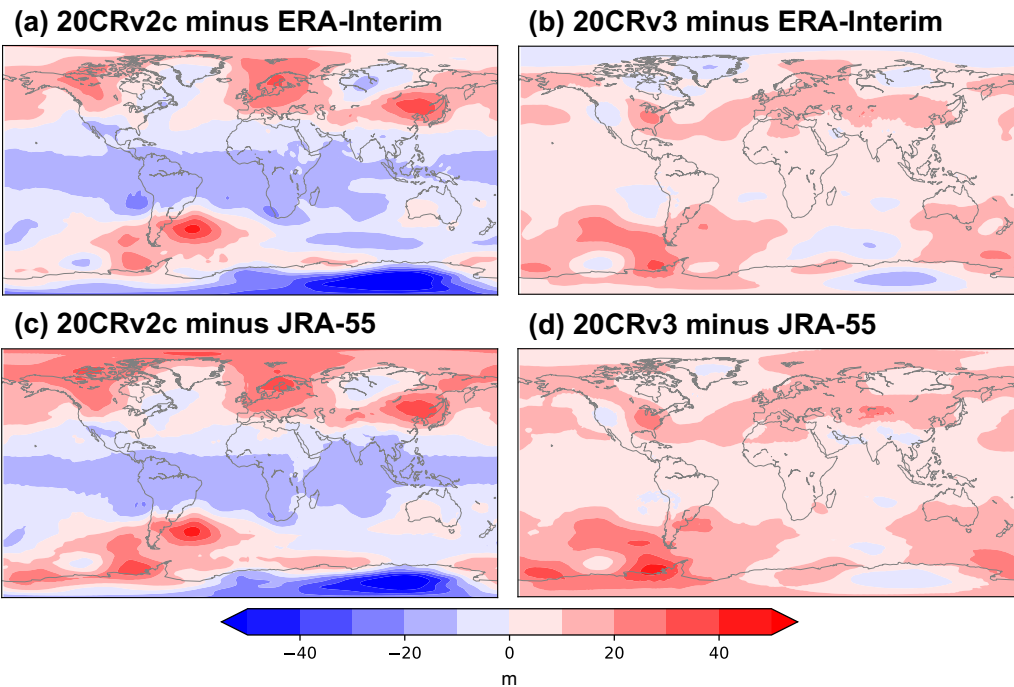 (a) 20CRv2c minus ERA-Interim
(b) 20CRv3 minus ERA-Interim
(c) 20CRv2c minus JRA-55
(d) 20CRv3 minus JRA-55
−40 −20 0 20 40
m